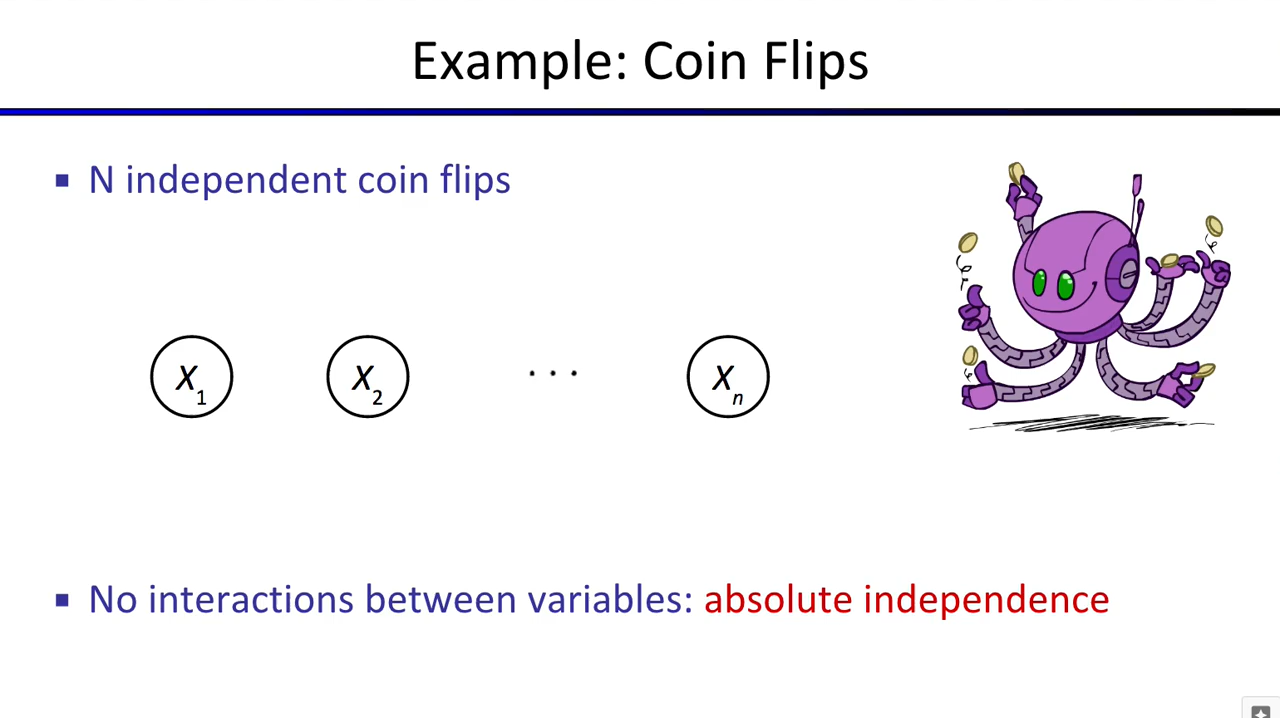 Example: Coin Flips
▪ N independent coin flips
X₁ X₂ · · · Xₙ
▪ No interactions between variables: absolute independence